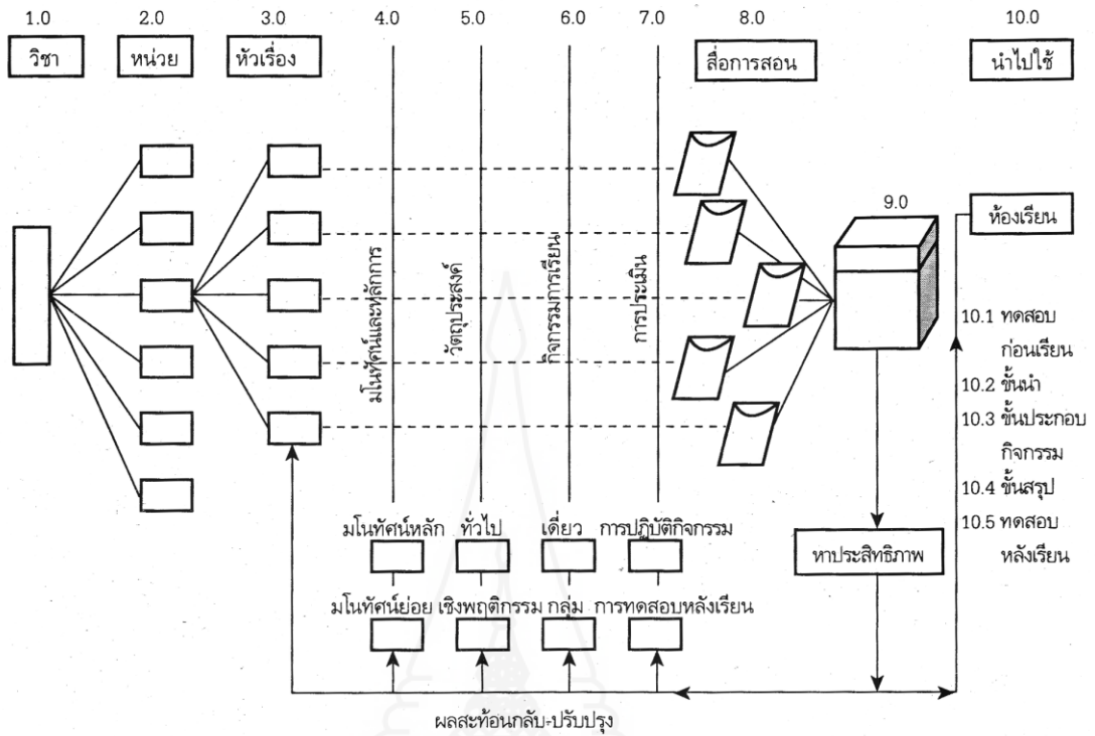 1.0 2.0 3.0 4.0 5.0 6.0 7.0 8.0 10.0
วิชา หน่วย หัวเรื่อง สื่อการสอน นำไปใช้
9.0
ห้องเรียน
มโนทัศน์และหลักการ
วัตถุประสงค์
กิจกรรมการเรียน
การประเมิน
10.1 ทดสอบ
ก่อนเรียน
10.2 ขั้นนำ
10.3 ขั้นประกอบ
กิจกรรม
10.4 ขั้นสรุป
10.5 ทดสอบ
หลังเรียน
มโนทัศน์หลัก ทั่วไป เดี่ยว การปฏิบัติกิจกรรม
หาประสิทธิภาพ
มโนทัศน์ย่อย เชิงพฤติกรรม กลุ่ม การทดสอบหลังเรียน
ผลสะท้อนกลับ-ปรับปรุง